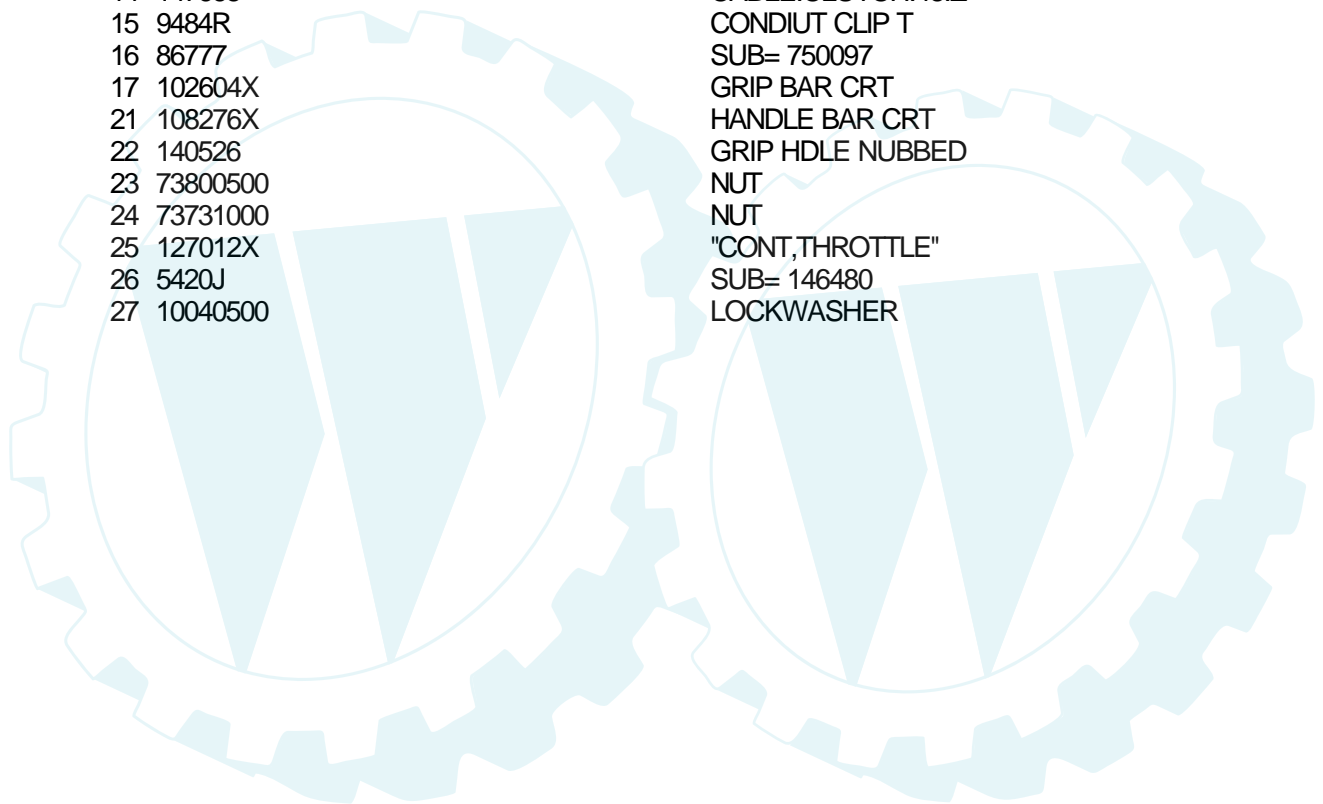 15 9484R CONDIUT CLIP T
16 86777 SUB= 750097
17 102604X GRIP BAR CRT
21 108276X HANDLE BAR CRT
22 140526 GRIP HDLE NUBBED
23 73800500 NUT
24 73731000 NUT
25 127012X "CONT,THROTTLE"
26 5420J SUB= 146480
27 10040500 LOCKWASHER